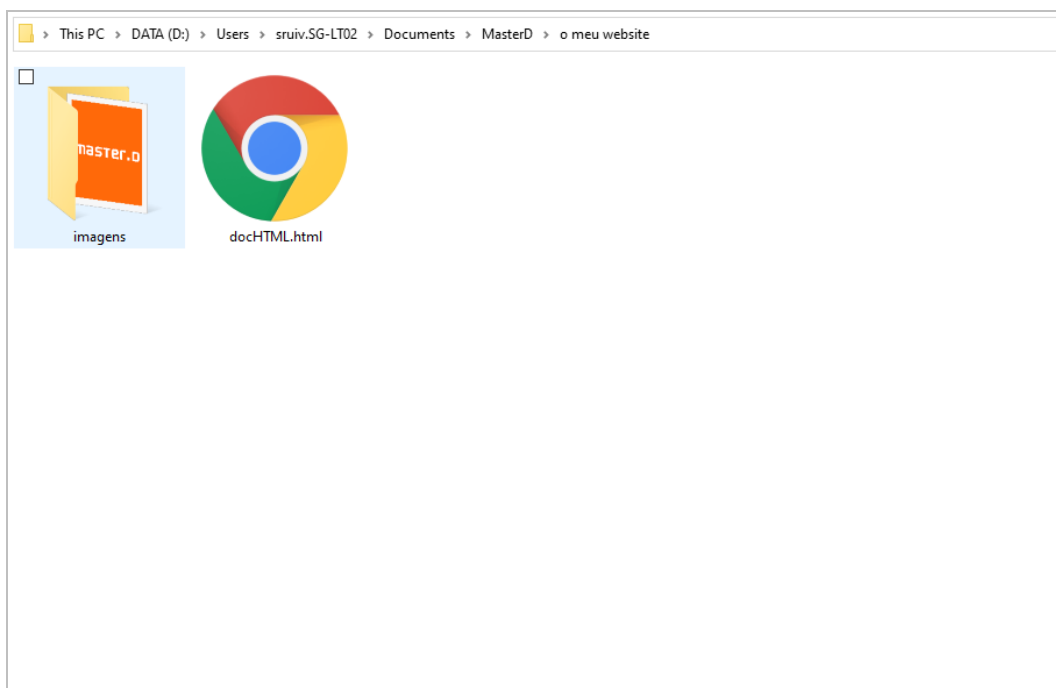 This PC > DATA (D:) > Users > sruiv.SG-LT02 > Documents > MasterD > o meu website
master.D
imagens
docHTML.html